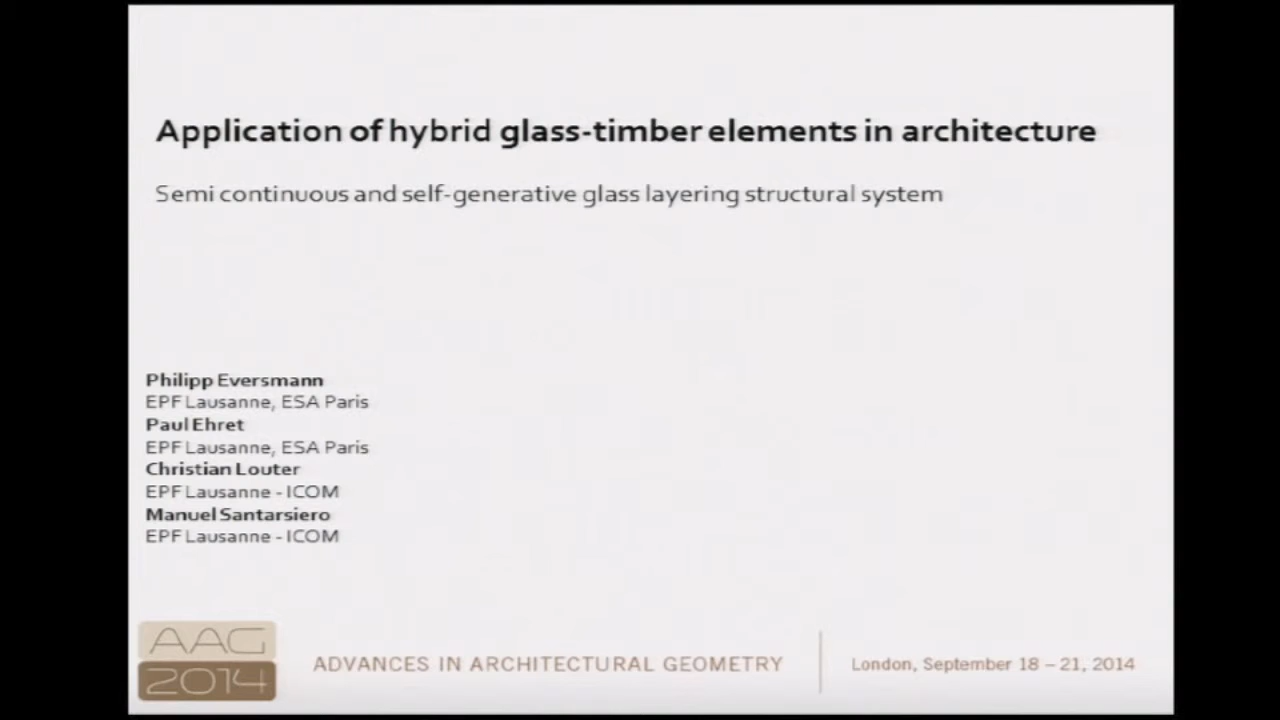 Application of hybrid glass-timber elements in architecture
Semi continuous and self-generative glass layering structural system
Philipp Eversmann
EPF Lausanne, ESA Paris
Paul Ehret
EPF Lausanne, ESA Paris
Christian Louter
EPF Lausanne - ICOM
Manuel Santarsiero
EPF Lausanne - ICOM
AAG
2014
ADVANCES IN ARCHITECTURAL GEOMETRY
London, September 18 – 21, 2014